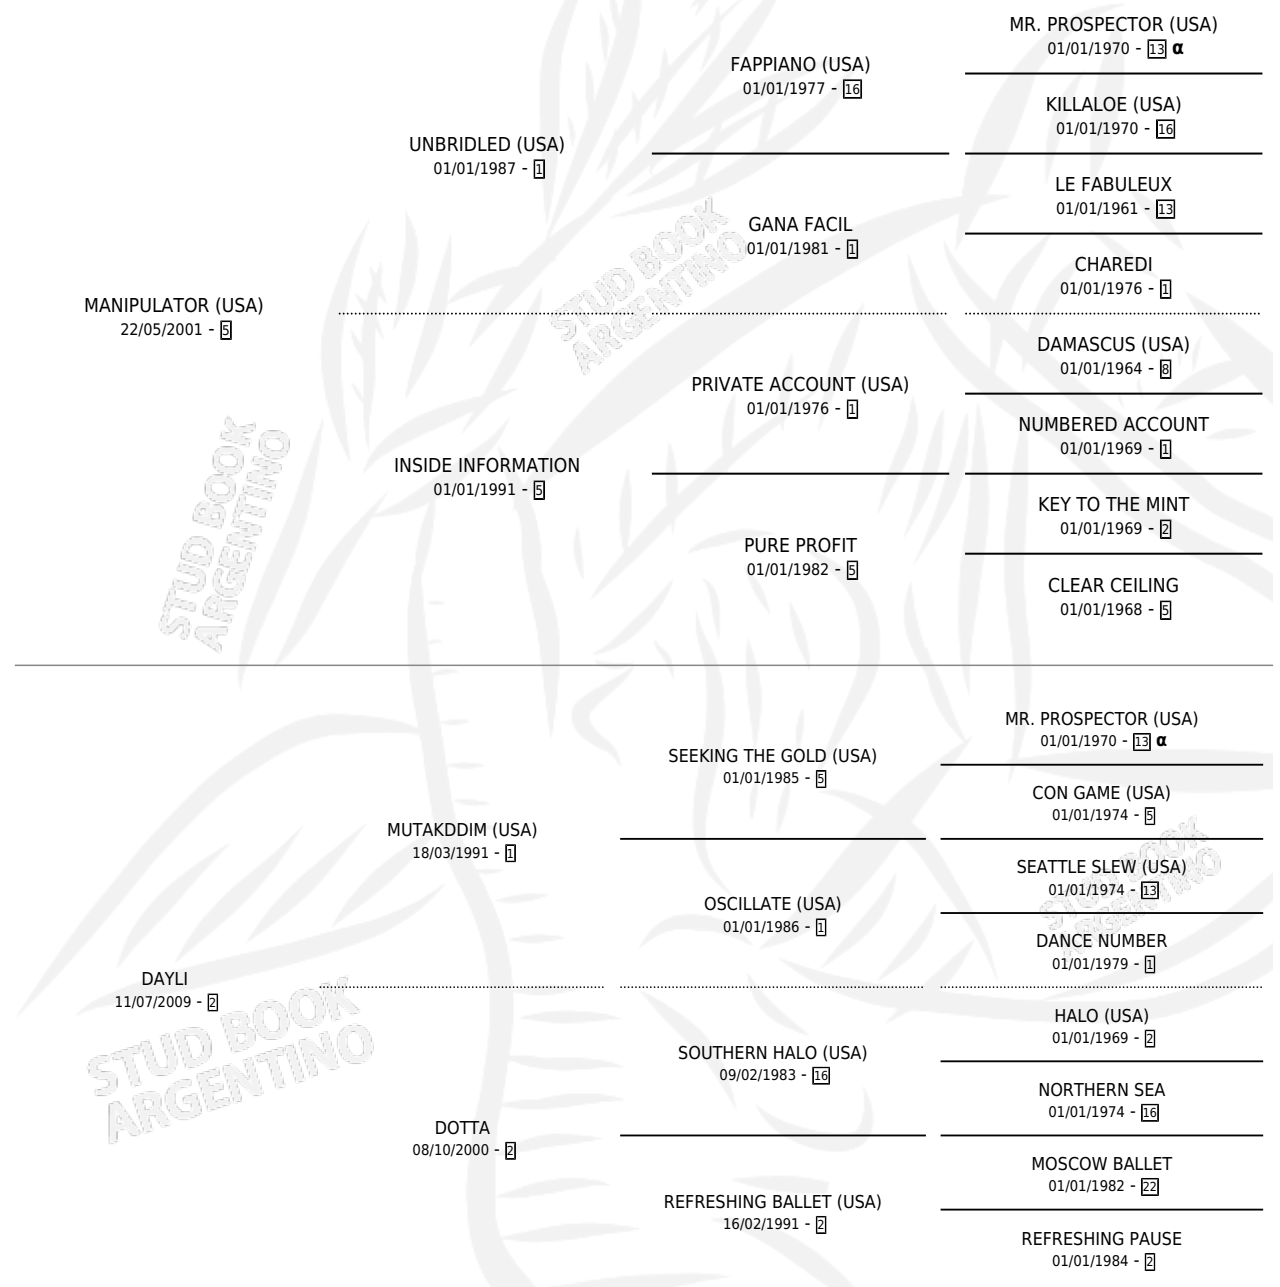 MR. PROSPECTOR (USA)
01/01/1970 - 13 α
FAPPIANO (USA)
01/01/1977 - 16
KILLALOE (USA)
01/01/1970 - 16
UNBRIDLED (USA)
01/01/1987 - 1
LE FABULEUX
01/01/1961 - 13
GANA FACIL
01/01/1981 - 1
CHAREDI
01/01/1976 - 1
MANIPULATOR (USA)
22/05/2001 - 5
DAMASCUS (USA)
01/01/1964 - 8
PRIVATE ACCOUNT (USA)
01/01/1976 - 1
NUMBERED ACCOUNT
01/01/1969 - 1
INSIDE INFORMATION
01/01/1991 - 5
KEY TO THE MINT
01/01/1969 - 2
PURE PROFIT
01/01/1982 - 5
CLEAR CEILING
01/01/1968 - 5
STUD BOOK
ARGENTINO
STUD BOOK
ARGENTINO
MR. PROSPECTOR (USA)
01/01/1970 - 13 α
SEEKING THE GOLD (USA)
01/01/1985 - 5
CON GAME (USA)
01/01/1974 - 5
MUTAKDDIM (USA)
18/03/1991 - 1
SEATTLE SLEW (USA)
01/01/1974 - 13
OSCILLATE (USA)
01/01/1986 - 1
DANCE NUMBER
01/01/1979 - 1
DAYLI
11/07/2009 - 2
HALO (USA)
01/01/1969 - 2
SOUTHERN HALO (USA)
09/02/1983 - 16
NORTHERN SEA
01/01/1974 - 16
DOTTA
08/10/2000 - 2
MOSCOW BALLET
01/01/1982 - 22
REFRESHING BALLET (USA)
16/02/1991 - 2
REFRESHING PAUSE
01/01/1984 - 2
STUD BOOK
ARGENTINO
STUD BOOK
ARGENTINO